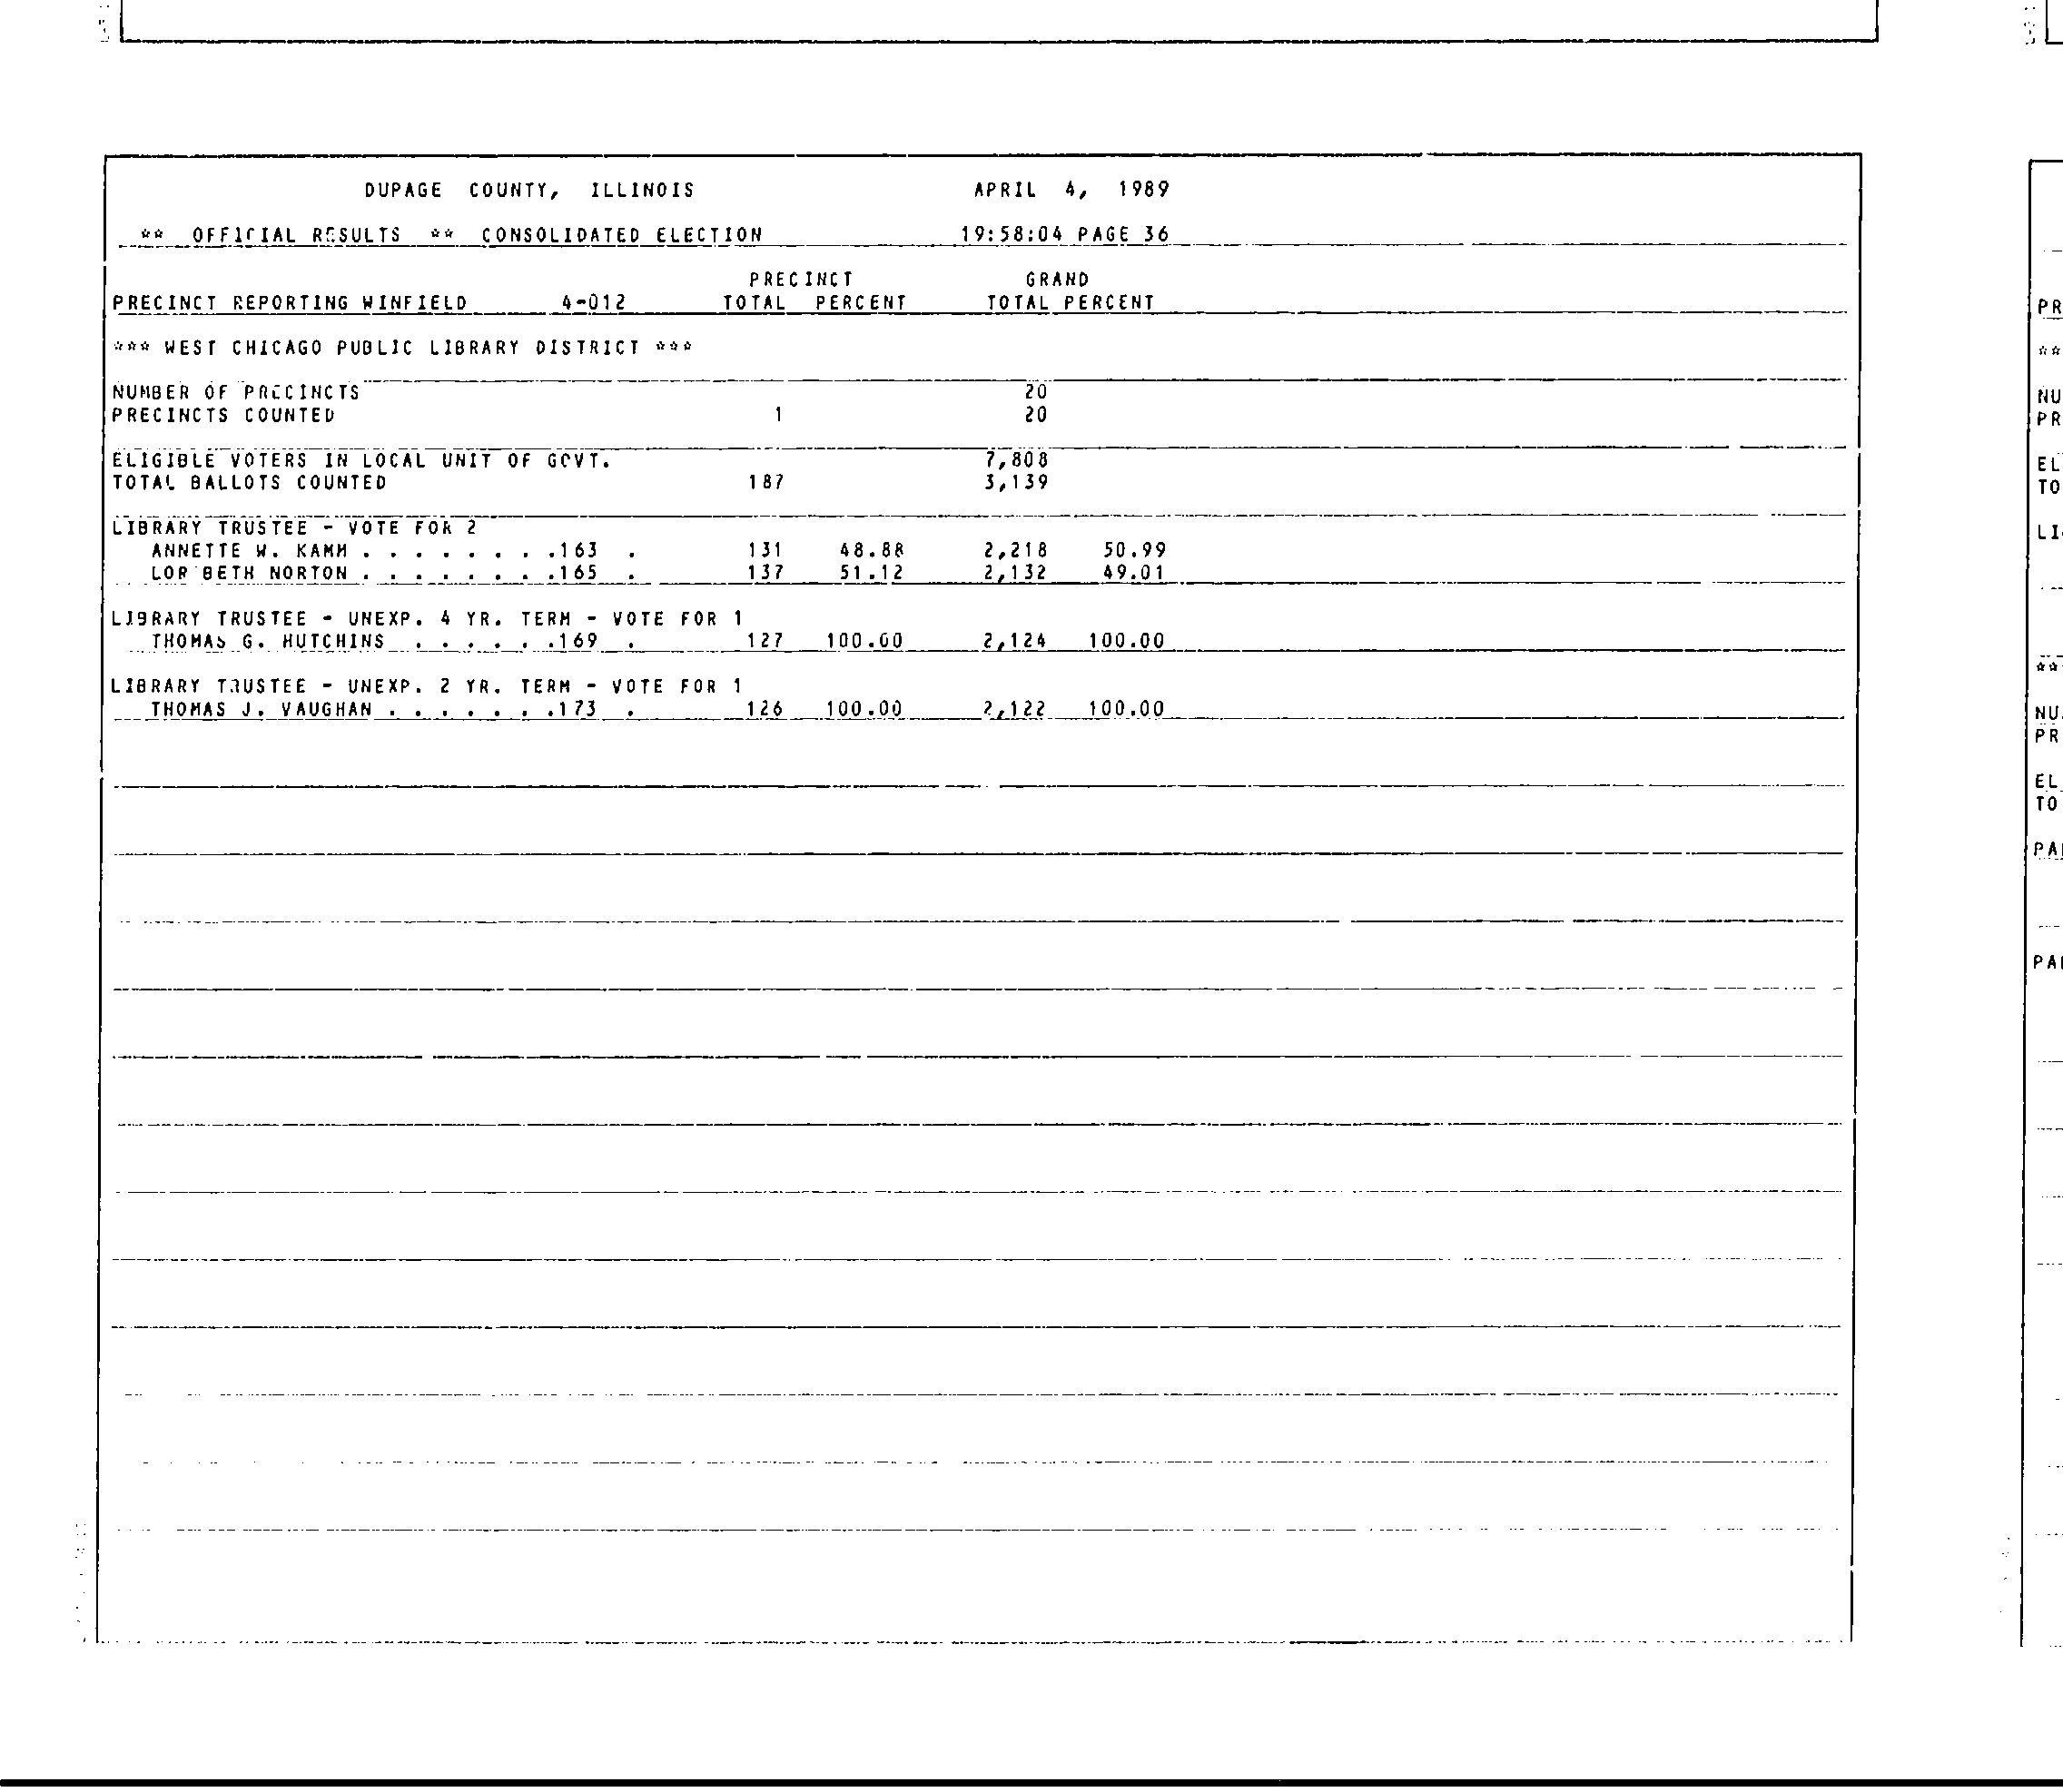 DUPAGE COUNTY, ILLINOIS APRIL 4, 1989
** OFFICIAL RESULTS ** CONSOLIDATED ELECTION 19:58:04 PAGE 36
PRECINCT GRAND
PRECINCT REPORTING WINFIELD 4-012 TOTAL PERCENT TOTAL PERCENT
*** WEST CHICAGO PUBLIC LIBRARY DISTRICT ***
NUMBER OF PRECINCTS 20
PRECINCTS COUNTED 1 20
ELIGIBLE VOTERS IN LOCAL UNIT OF GOVT. 7,808
TOTAL BALLOTS COUNTED 187 3,139
LIBRARY TRUSTEE - VOTE FOR 2
ANNETTE W. KAMM . . . . . . . .163 . 131 48.88 2,218 50.99
LOR BETH NORTON . . . . . . . .165 . 137 51.12 2,132 49.01
LIBRARY TRUSTEE - UNEXP. 4 YR. TERM - VOTE FOR 1
THOMAS G. HUTCHINS . . . . . .169 . 127 100.00 2,124 100.00
LIBRARY TRUSTEE - UNEXP. 2 YR. TERM - VOTE FOR 1
THOMAS J. VAUGHAN . . . . . . .173 . 126 100.00 2,122 100.00
PR
**
NU
PR
EL
TO
LI
**
NU
PR
EL
TO
PA
PA